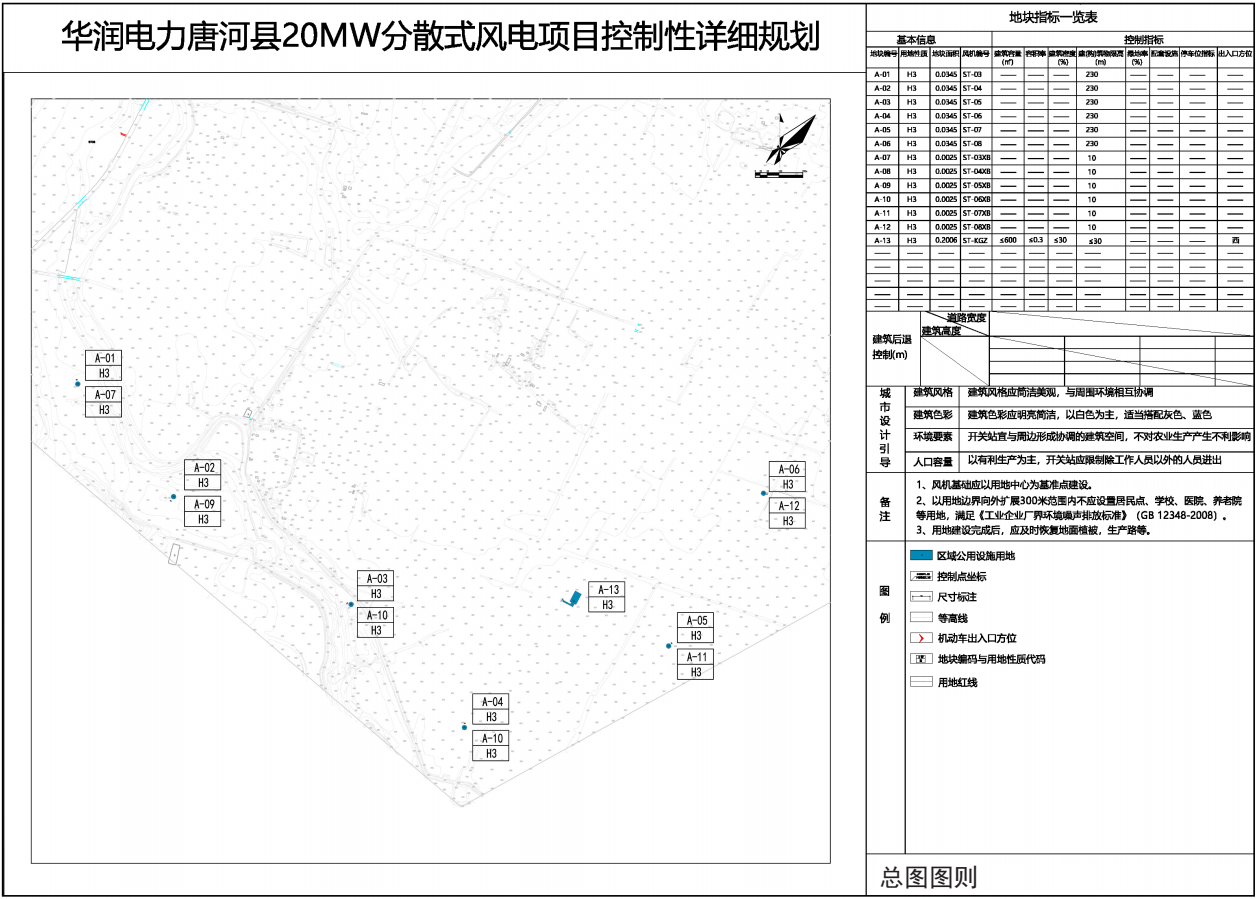 华润电力唐河县20MW分散式风电项目控制性详细规划
A-01
H3
A-07
H3
A-02
H3
A-09
H3
A-06
H3
A-12
H3
A-03
H3
A-10
H3
A-13
H3
A-05
H3
A-11
H3
A-04
H3
A-10
H3
地块指标一览表
基本信息 控制指标
地块编号 用地性质 地块面积 风机编号 建筑容量(㎡) 容积率 建筑密度(%) 建(构)筑物限高(m) 绿地率(%) 配套设施 停车位指标 出入口方位
A-01 H3 0.0345 ST-03 —— —— —— 230 —— —— —— ——
A-02 H3 0.0345 ST-04 —— —— —— 230 —— —— —— ——
A-03 H3 0.0345 ST-05 —— —— —— 230 —— —— —— ——
A-04 H3 0.0345 ST-06 —— —— —— 230 —— —— —— ——
A-05 H3 0.0345 ST-07 —— —— —— 230 —— —— —— ——
A-06 H3 0.0345 ST-08 —— —— —— 230 —— —— —— ——
A-07 H3 0.0025 ST-03XB —— —— —— 10 —— —— —— ——
A-08 H3 0.0025 ST-04XB —— —— —— 10 —— —— —— ——
A-09 H3 0.0025 ST-05XB —— —— —— 10 —— —— —— ——
A-10 H3 0.0025 ST-06XB —— —— —— 10 —— —— —— ——
A-11 H3 0.0025 ST-07XB —— —— —— 10 —— —— —— ——
A-12 H3 0.0025 ST-08XB —— —— —— 10 —— —— —— ——
A-13 H3 0.2006 ST-KGZ ≤600 ≤0.3 ≤30 ≤30 —— —— —— 西
建筑后退控制(m)
道路宽度
建筑高度
城市设计引导
建筑风格 建筑风格应简洁美观，与周围环境相互协调
建筑色彩 建筑色彩应明亮简洁，以白色为主，适当搭配灰色、蓝色
环境要素 开关站宜与周边形成协调的建筑空间，不对农业生产产生不利影响
人口容量 以有利生产为主，开关站应限制除工作人员以外的人员进出
备注
1、风机基础应以用地中心为基准点建设。
2、以用地边界向外扩展300米范围内不应设置居民点、学校、医院、养老院
等用地，满足《工业企业厂界环境噪声排放标准》（GB 12348-2008）。
3、用地建设完成后，应及时恢复地面植被，生产路等。
图例
区域公用设施用地
控制点坐标
尺寸标注
等高线
机动车出入口方位
地块编码与用地性质代码
用地红线
总图图则